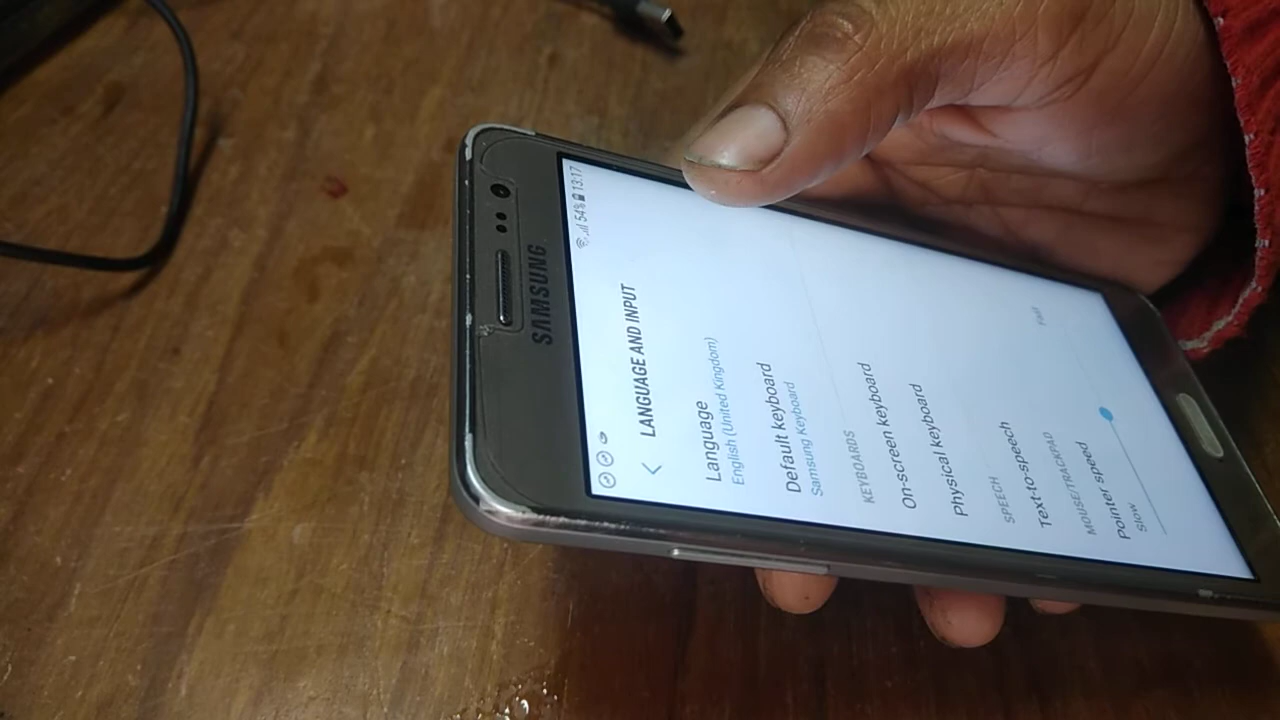 SAMSUNG
54% 13:17
LANGUAGE AND INPUT
Language
English (United Kingdom)
Default keyboard
Samsung Keyboard
KEYBOARDS
On-screen keyboard
Physical keyboard
SPEECH
Text-to-speech
MOUSE/TRACKPAD
Pointer speed
Slow
Fast